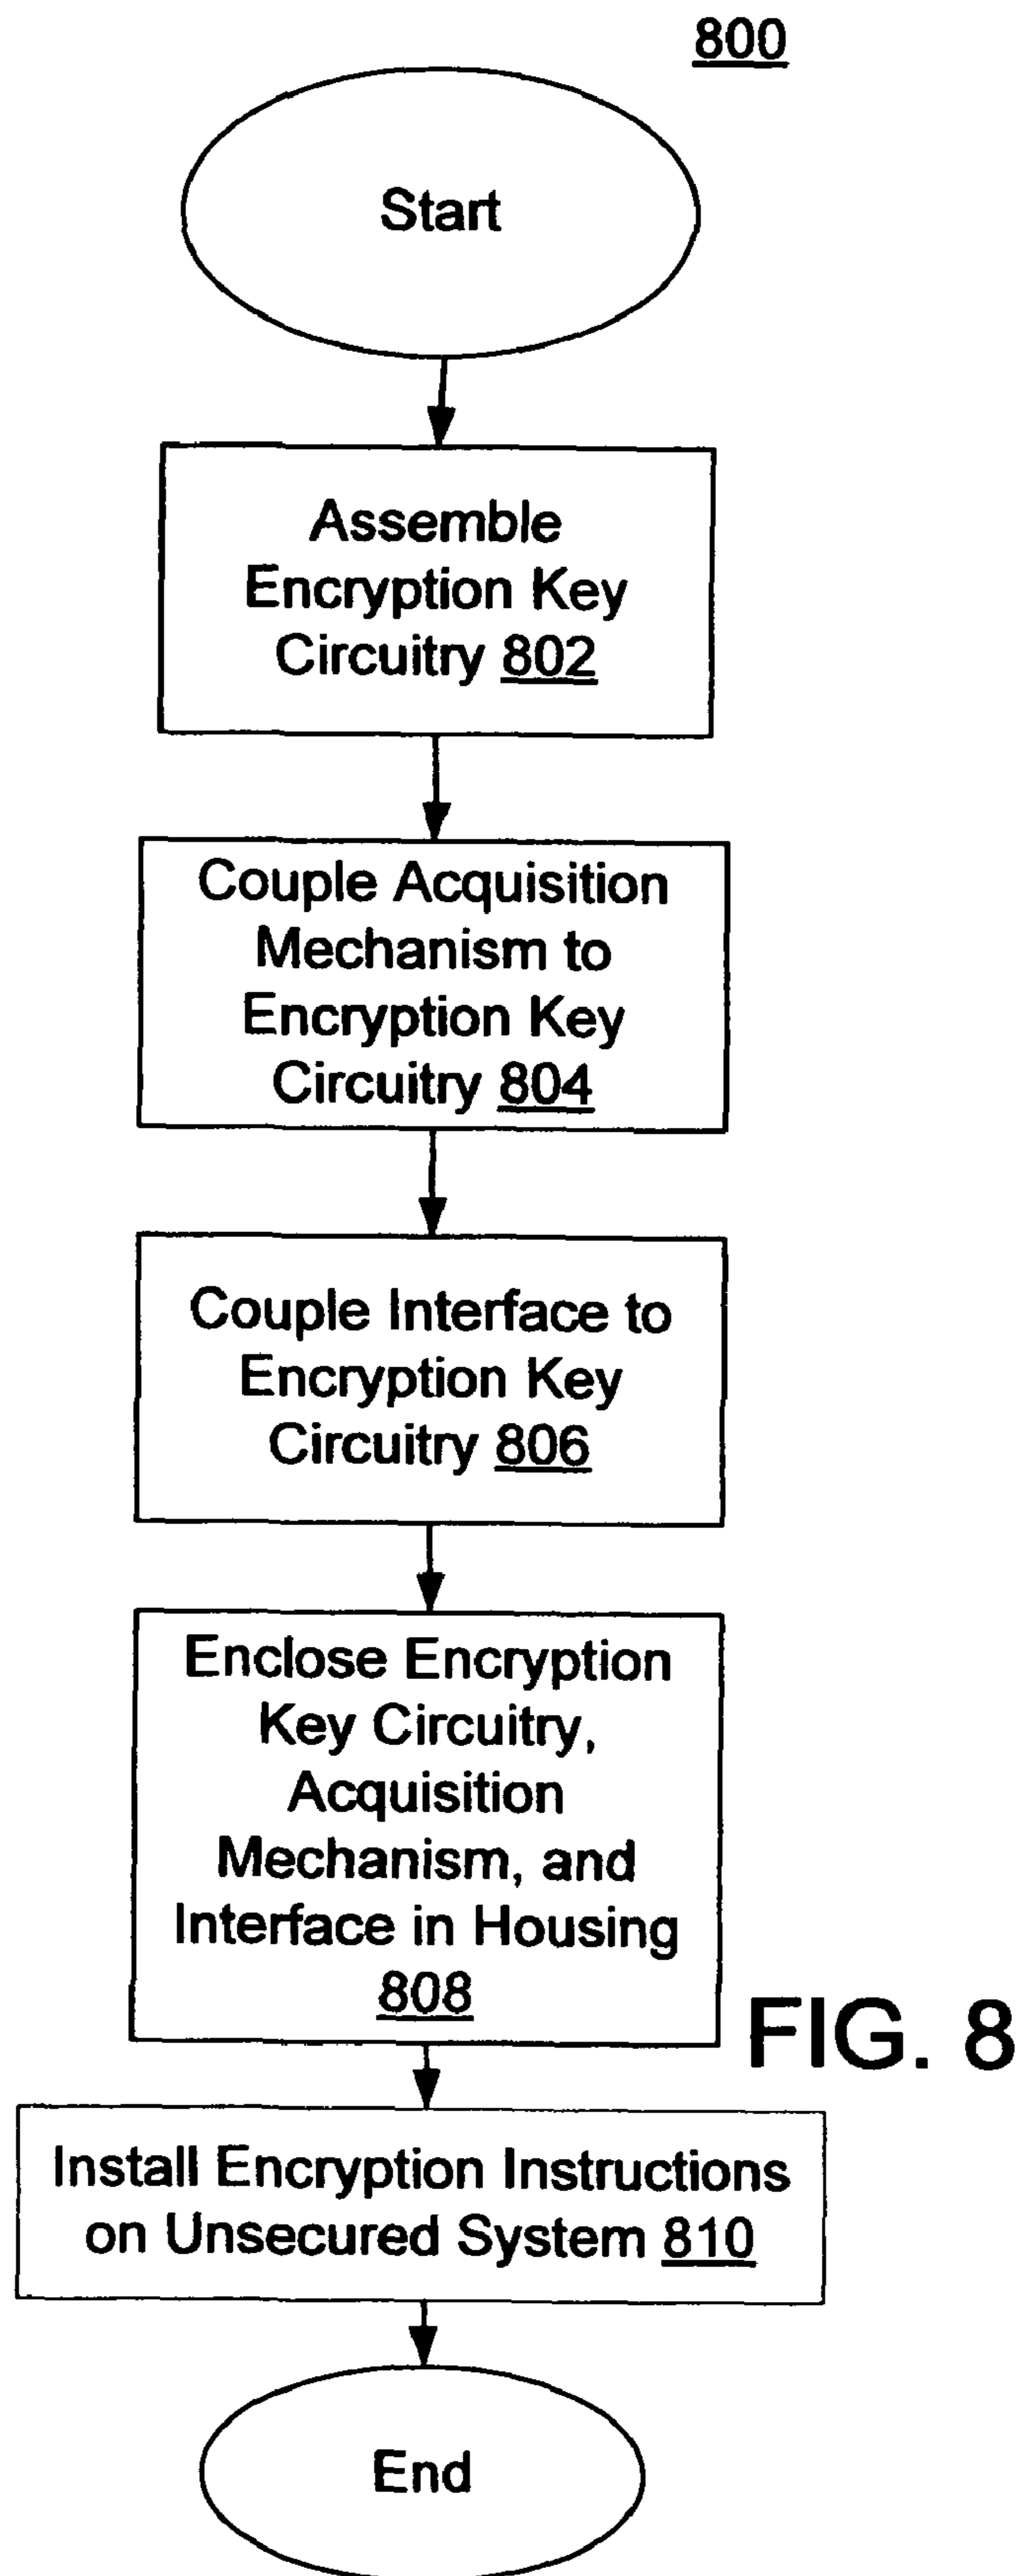 800
Start
Assemble
Encryption Key
Circuitry 802
Couple Acquisition
Mechanism to
Encryption Key
Circuitry 804
Couple Interface to
Encryption Key
Circuitry 806
Enclose Encryption
Key Circuitry,
Acquisition
Mechanism, and
Interface in Housing
808
FIG. 8
Install Encryption Instructions
on Unsecured System 810
End